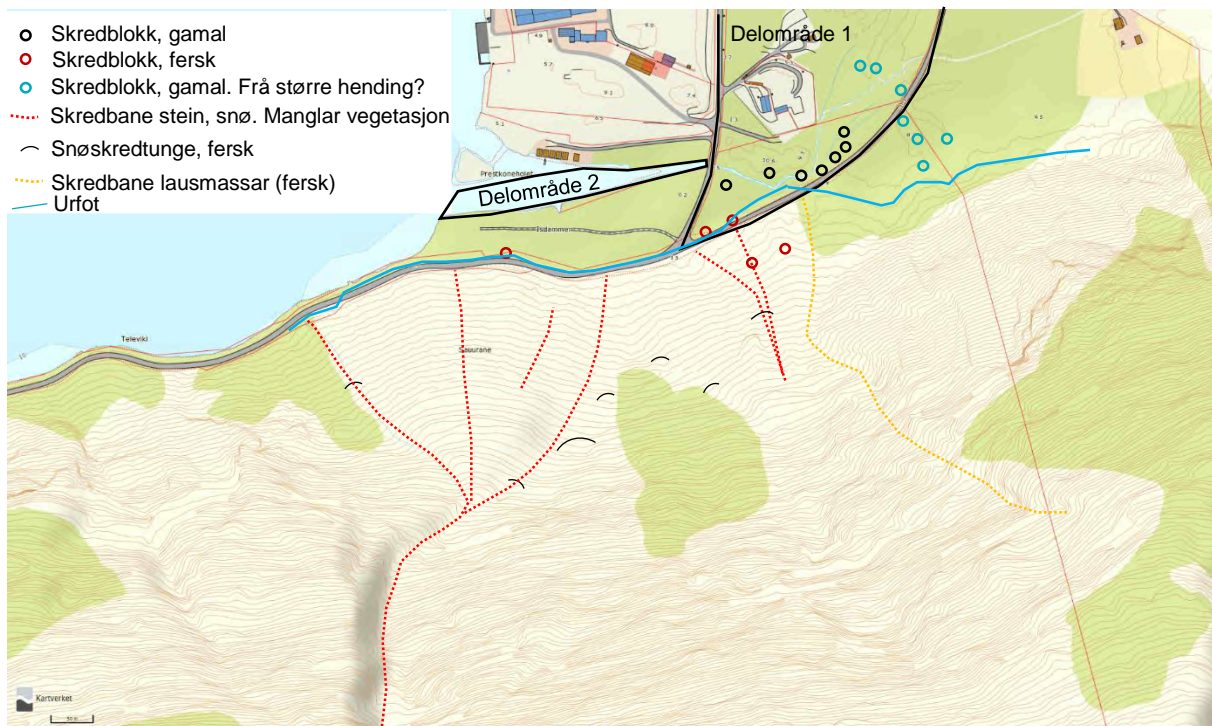 Skredblokk, gamal
Skredblokk, fersk
Skredblokk, gamal. Frå større hending?
Skredbane stein, snø. Manglar vegetasjon
Snøskredtunge, fersk
Skredbane lausmassar (fersk)
Urfot
Delområde 1
Delområde 2
Prestkoneholet
Televiki
Kartverket
50 m